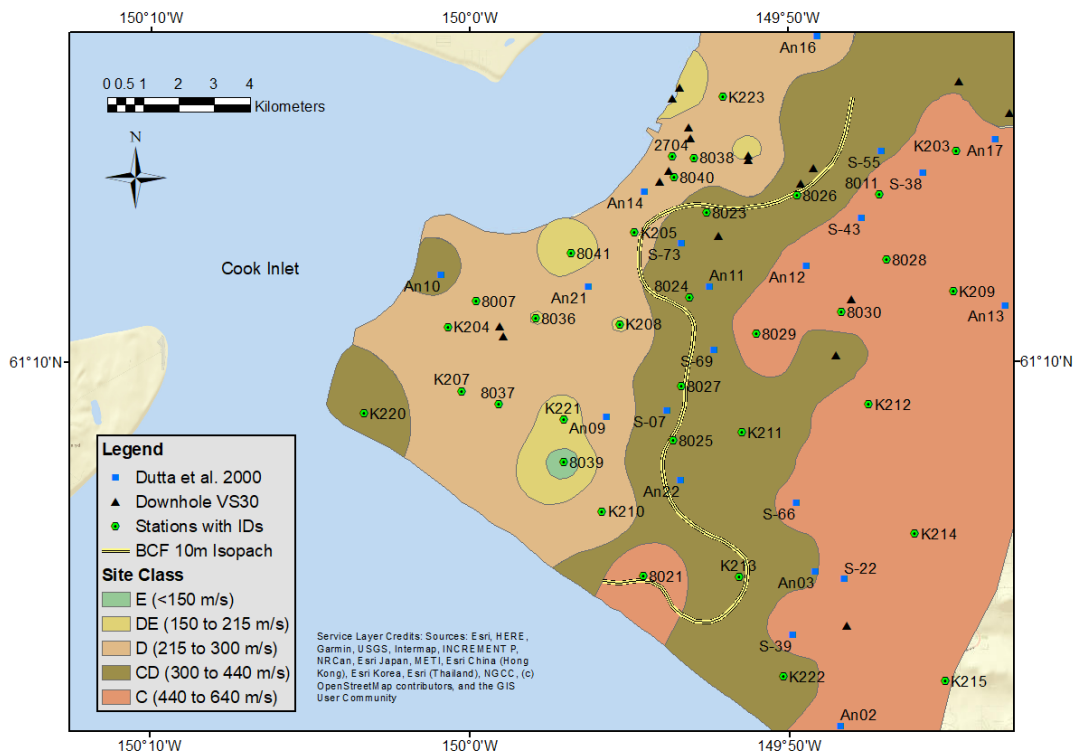 150°10'W
150°0'W
149°50'W
0 0.5 1 2 3 4
Kilometers
N
An16
K223
2704
8038
8040
An14
S-55
K203
An17
8011
S-38
8026
8023
K205
S-73
S-43
Cook Inlet
8041
An10
An21
8024
An11
An12
8028
8007
8036
K204
K208
K209
An13
8030
8029
61°10'N
61°10'N
S-69
K207
8037
8027
K212
K220
K221
An09
S-07
K211
8025
8039
An22
K210
S-66
K214
8021
K213
An03
S-22
S-39
K222
K215
An02
Legend
Dutta et al. 2000
Downhole VS30
Stations with IDs
BCF 10m Isopach
Site Class
E (<150 m/s)
DE (150 to 215 m/s)
D (215 to 300 m/s)
CD (300 to 440 m/s)
C (440 to 640 m/s)
Service Layer Credits: Sources: Esri, HERE,
Garmin, USGS, Intermap, INCREMENT P,
NRCan, Esri Japan, METI, Esri China (Hong
Kong), Esri Korea, Esri (Thailand), NGCC, (c)
OpenStreetMap contributors, and the GIS
User Community
150°10'W
150°0'W
149°50'W